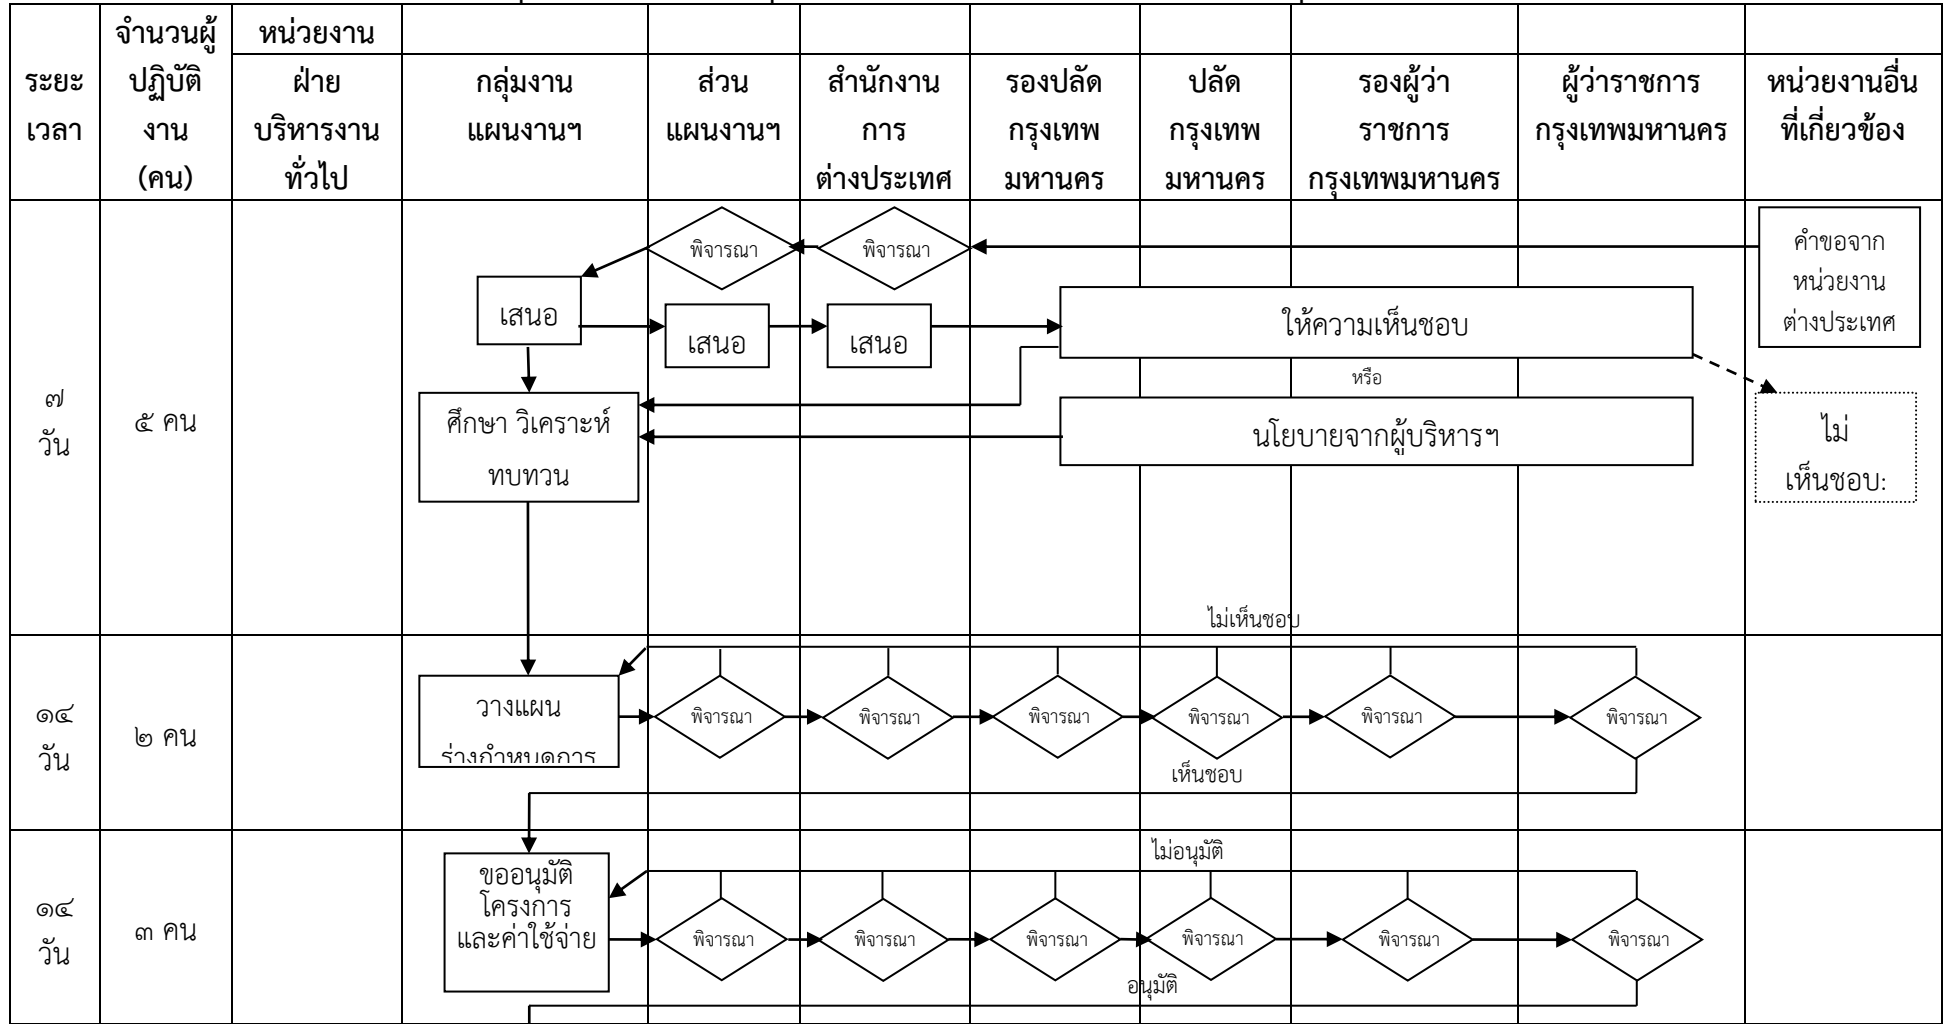 จำนวนผู้
หน่วยงาน
ระยะ
ปฏิบัติ
ฝ่าย
กลุ่มงาน
ส่วน
สำนักงาน
รองปลัด
ปลัด
รองผู้ว่า
ผู้ว่าราชการ
หน่วยงานอื่น
เวลา
งาน
บริหารงาน
แผนงานฯ
แผนงานฯ
การ
กรุงเทพ
กรุงเทพ
ราชการ
กรุงเทพมหานคร
ที่เกี่ยวข้อง
(คน)
ทั่วไป
ต่างประเทศ
มหานคร
มหานคร
กรุงเทพมหานคร
๗
วัน
๕ คน
คำขอจาก
หน่วยงาน
ต่างประเทศ
พิจารณา
พิจารณา
เสนอ
เสนอ
เสนอ
ให้ความเห็นชอบ
หรือ
ศึกษา วิเคราะห์
ทบทวน
นโยบายจากผู้บริหารฯ
ไม่
เห็นชอบ:
ไม่เห็นชอบ
๑๔
วัน
๒ คน
วางแผน
ร่างกำหนดการ
พิจารณา
พิจารณา
พิจารณา
พิจารณา
พิจารณา
พิจารณา
เห็นชอบ
ไม่อนุมัติ
๑๔
วัน
๓ คน
ขออนุมัติ
โครงการ
และค่าใช้จ่าย
พิจารณา
พิจารณา
พิจารณา
พิจารณา
พิจารณา
พิจารณา
อนุมัติ